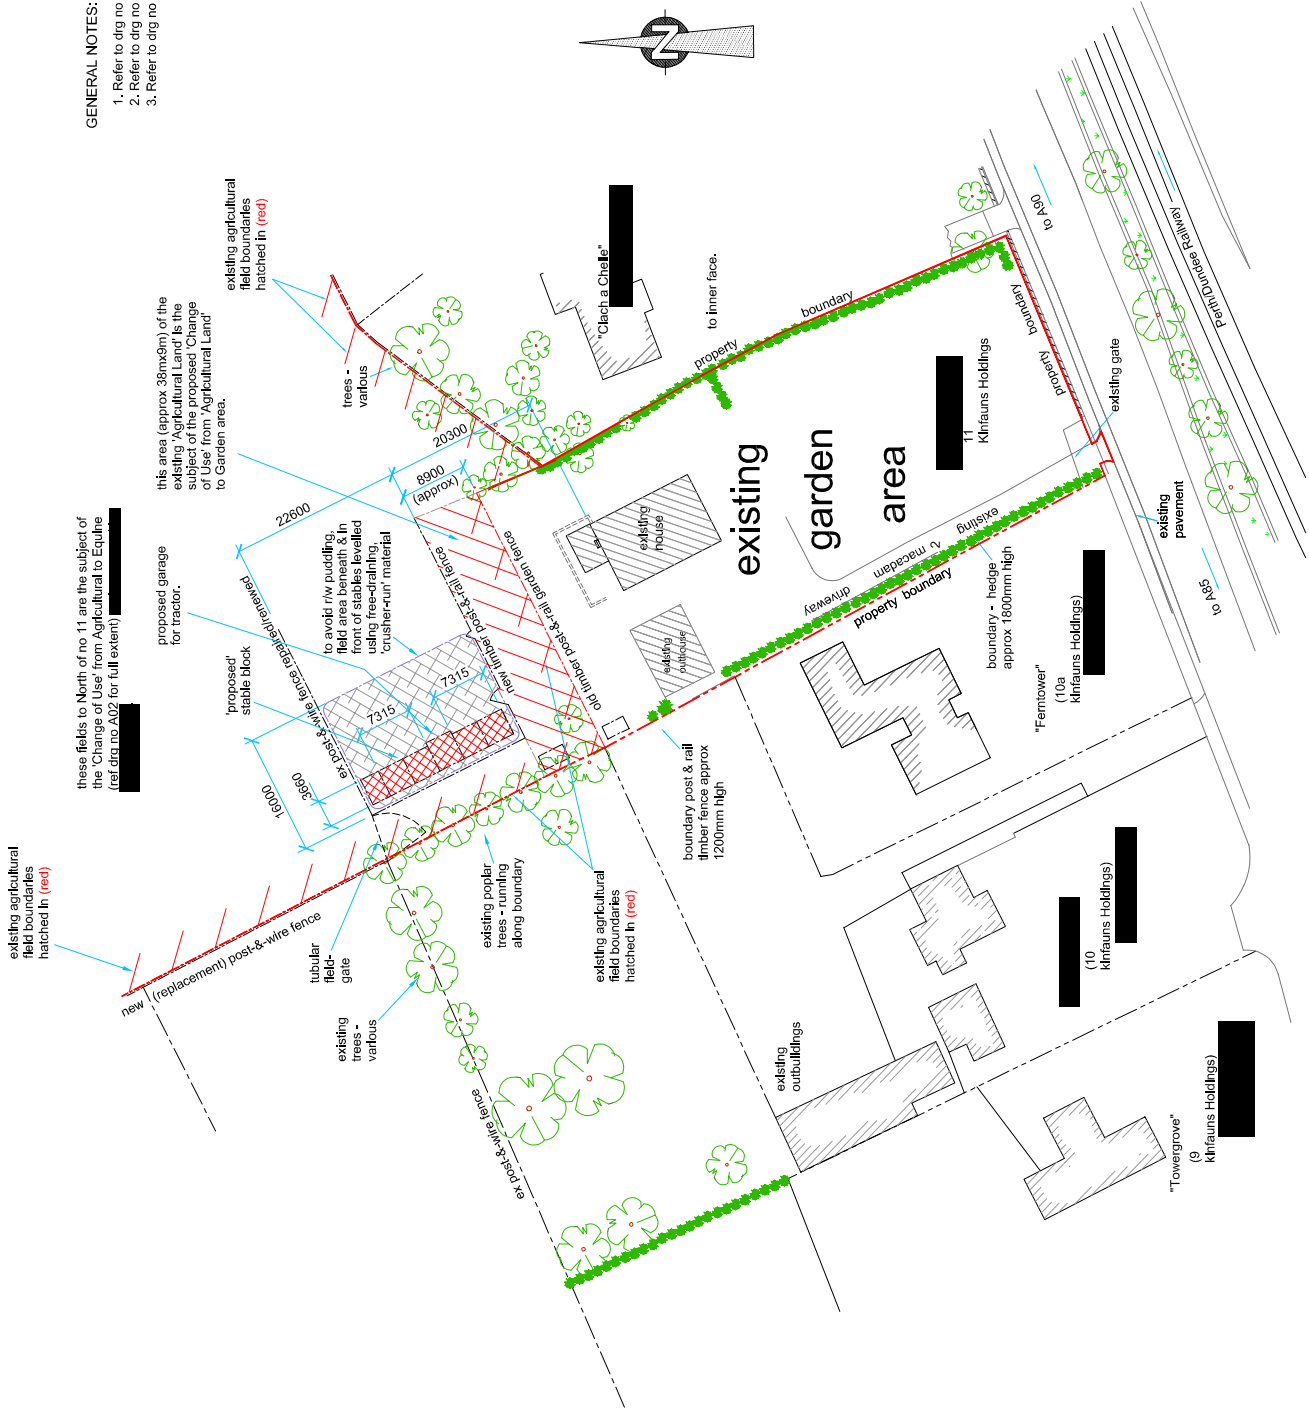 GENERAL NOTES:
1. Refer to drg no
2. Refer to drg no
3. Refer to drg no
N
existing agricultural
field boundaries
hatched in (red)
this area (approx 38mx9m) of the
existing 'Agricultural Land' is the
subject of the proposed 'Change
of Use' from 'Agricultural Land'
to Garden area.
trees -
various
these fields to North of no 11 are the subject of
the 'Change of Use' from Agricultural to Equine
(ref drg no A02 for full extent)
proposed garage
for tractor.
'proposed'
stable block
to avoid r/w puddling,
field area beneath & in
front of stables levelled
using free-draining,
'crusher-run' material
22600
20300
8900
(approx)
16000
3660
7315
7315
ex post-&-wire fence repaired/renewed
new timber post-&-rail fence
old timber post-&-rail garden fence
existing agricultural
field boundaries
hatched in (red)
new (replacement) post-&-wire fence
tubular
field-
gate
existing
trees -
various
existing poplar
trees - running
along boundary
existing agricultural
field boundaries
hatched in (red)
ex post-&-wire fence
boundary post & rail
timber fence approx
1200mm high
existing
house
existing
outhouse
"Clach a Chelle"
to inner face.
property
boundary
existing
garden
area
11
Kinfauns Holdings
property
boundary
existing gate
existing
macadam
driveway
property boundary
boundary - hedge
approx 1800mm high
existing
pavement
to A90
to A85
Perth/Dundee Railway
"Ferntower"
(10a
kinfauns Holdings)
(10
kinfauns Holdings)
existing
outbuildings
"Towergrove"
(9
kinfauns Holdings)